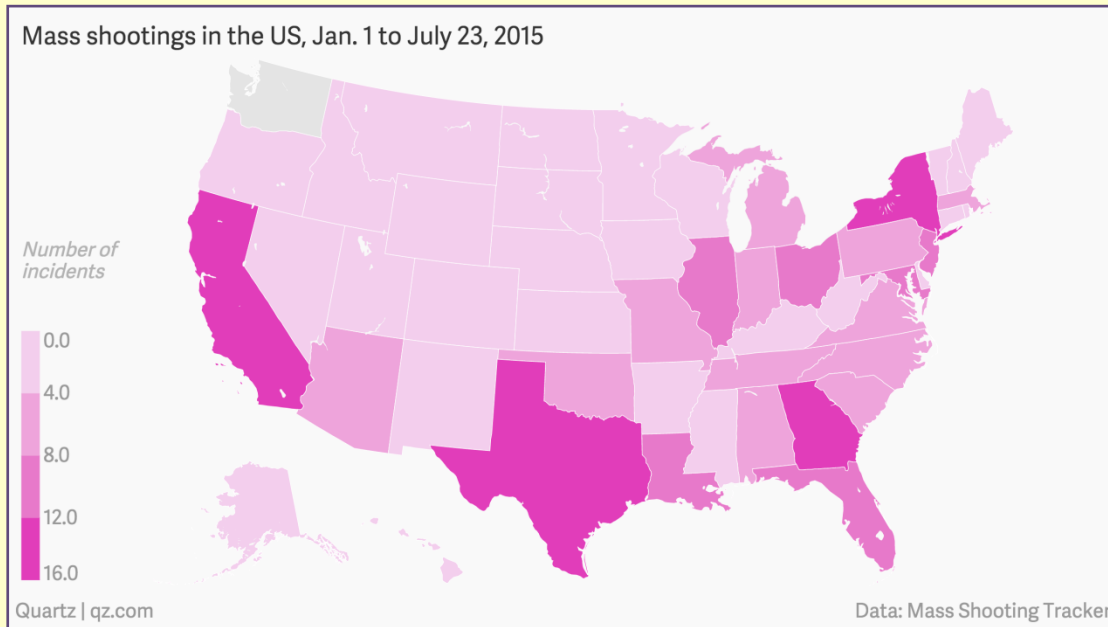 Mass shootings in the US, Jan. 1 to July 23, 2015
Number of
incidents
0.0
4.0
8.0
12.0
16.0
Quartz | qz.com
Data: Mass Shooting Tracker